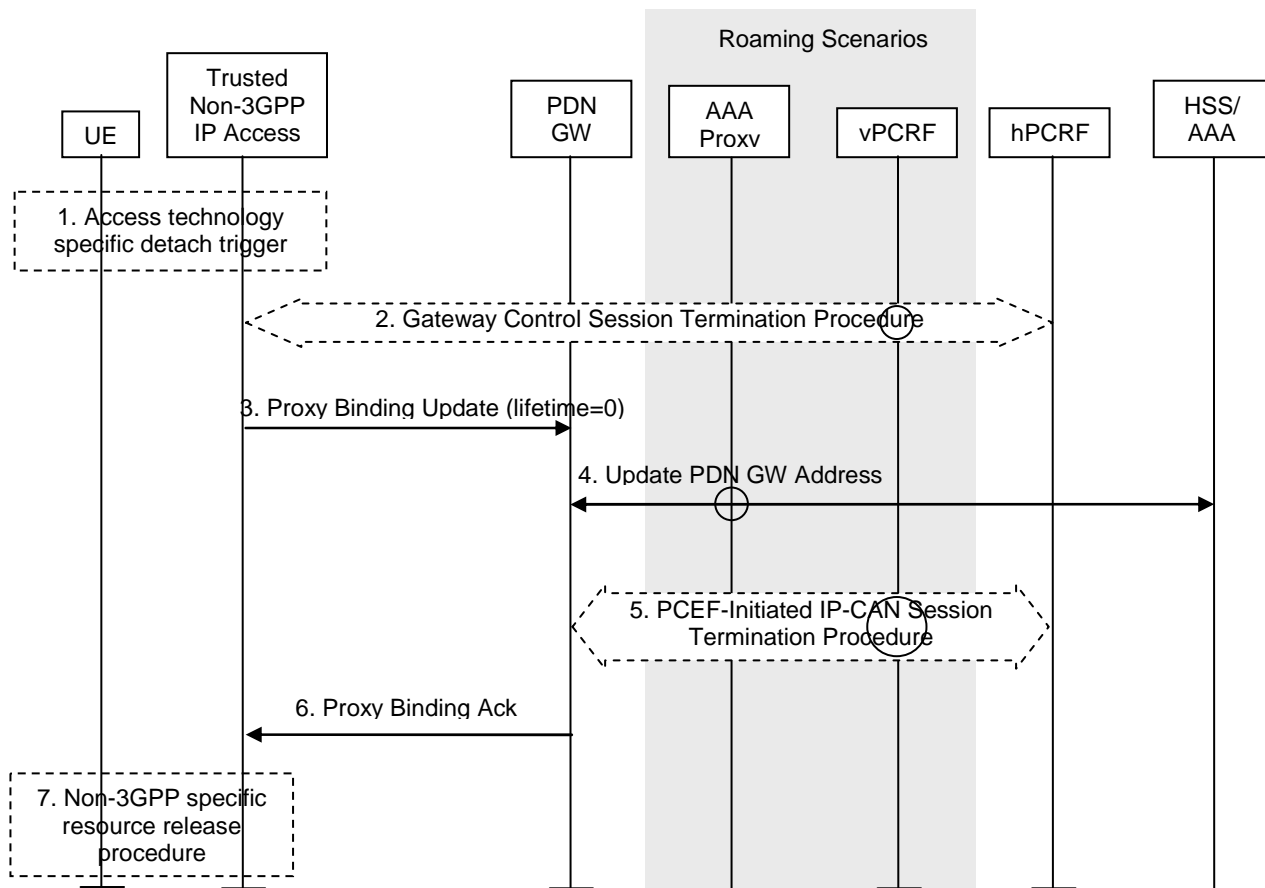 Roaming Scenarios
UE
Trusted
Non-3GPP
IP Access
PDN
GW
AAA
Proxy
vPCRF
hPCRF
HSS/
AAA
1. Access technology
specific detach trigger
2. Gateway Control Session Termination Procedure
3. Proxy Binding Update (lifetime=0)
4. Update PDN GW Address
5. PCEF-Initiated IP-CAN Session
Termination Procedure
6. Proxy Binding Ack
7. Non-3GPP specific
resource release
procedure